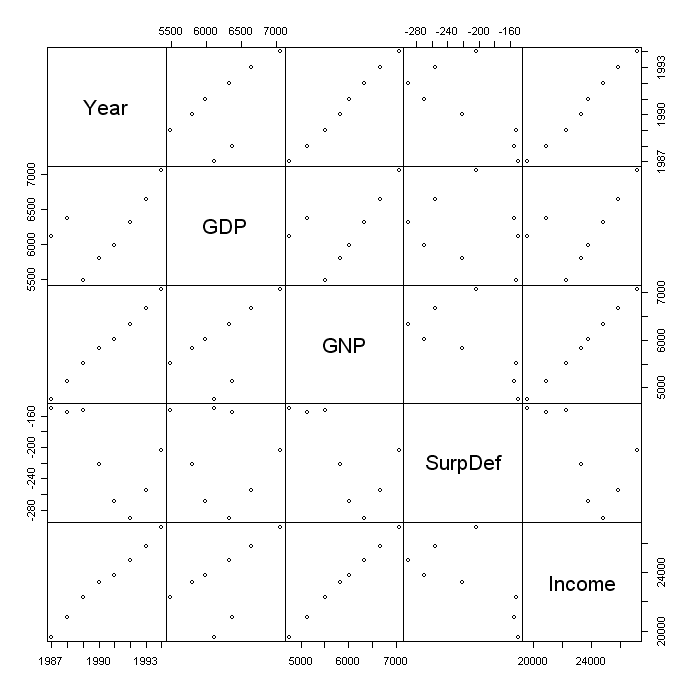 5500 6000 6500 7000
-280 -240 -200 -160
Year
1987 1990 1993
5500 6000 6500 7000
GDP
GNP
5000 6000 7000
-280 -240 -200 -160
SurpDef
Income
20000 24000
1987 1990 1993
5000 6000 7000
20000 24000